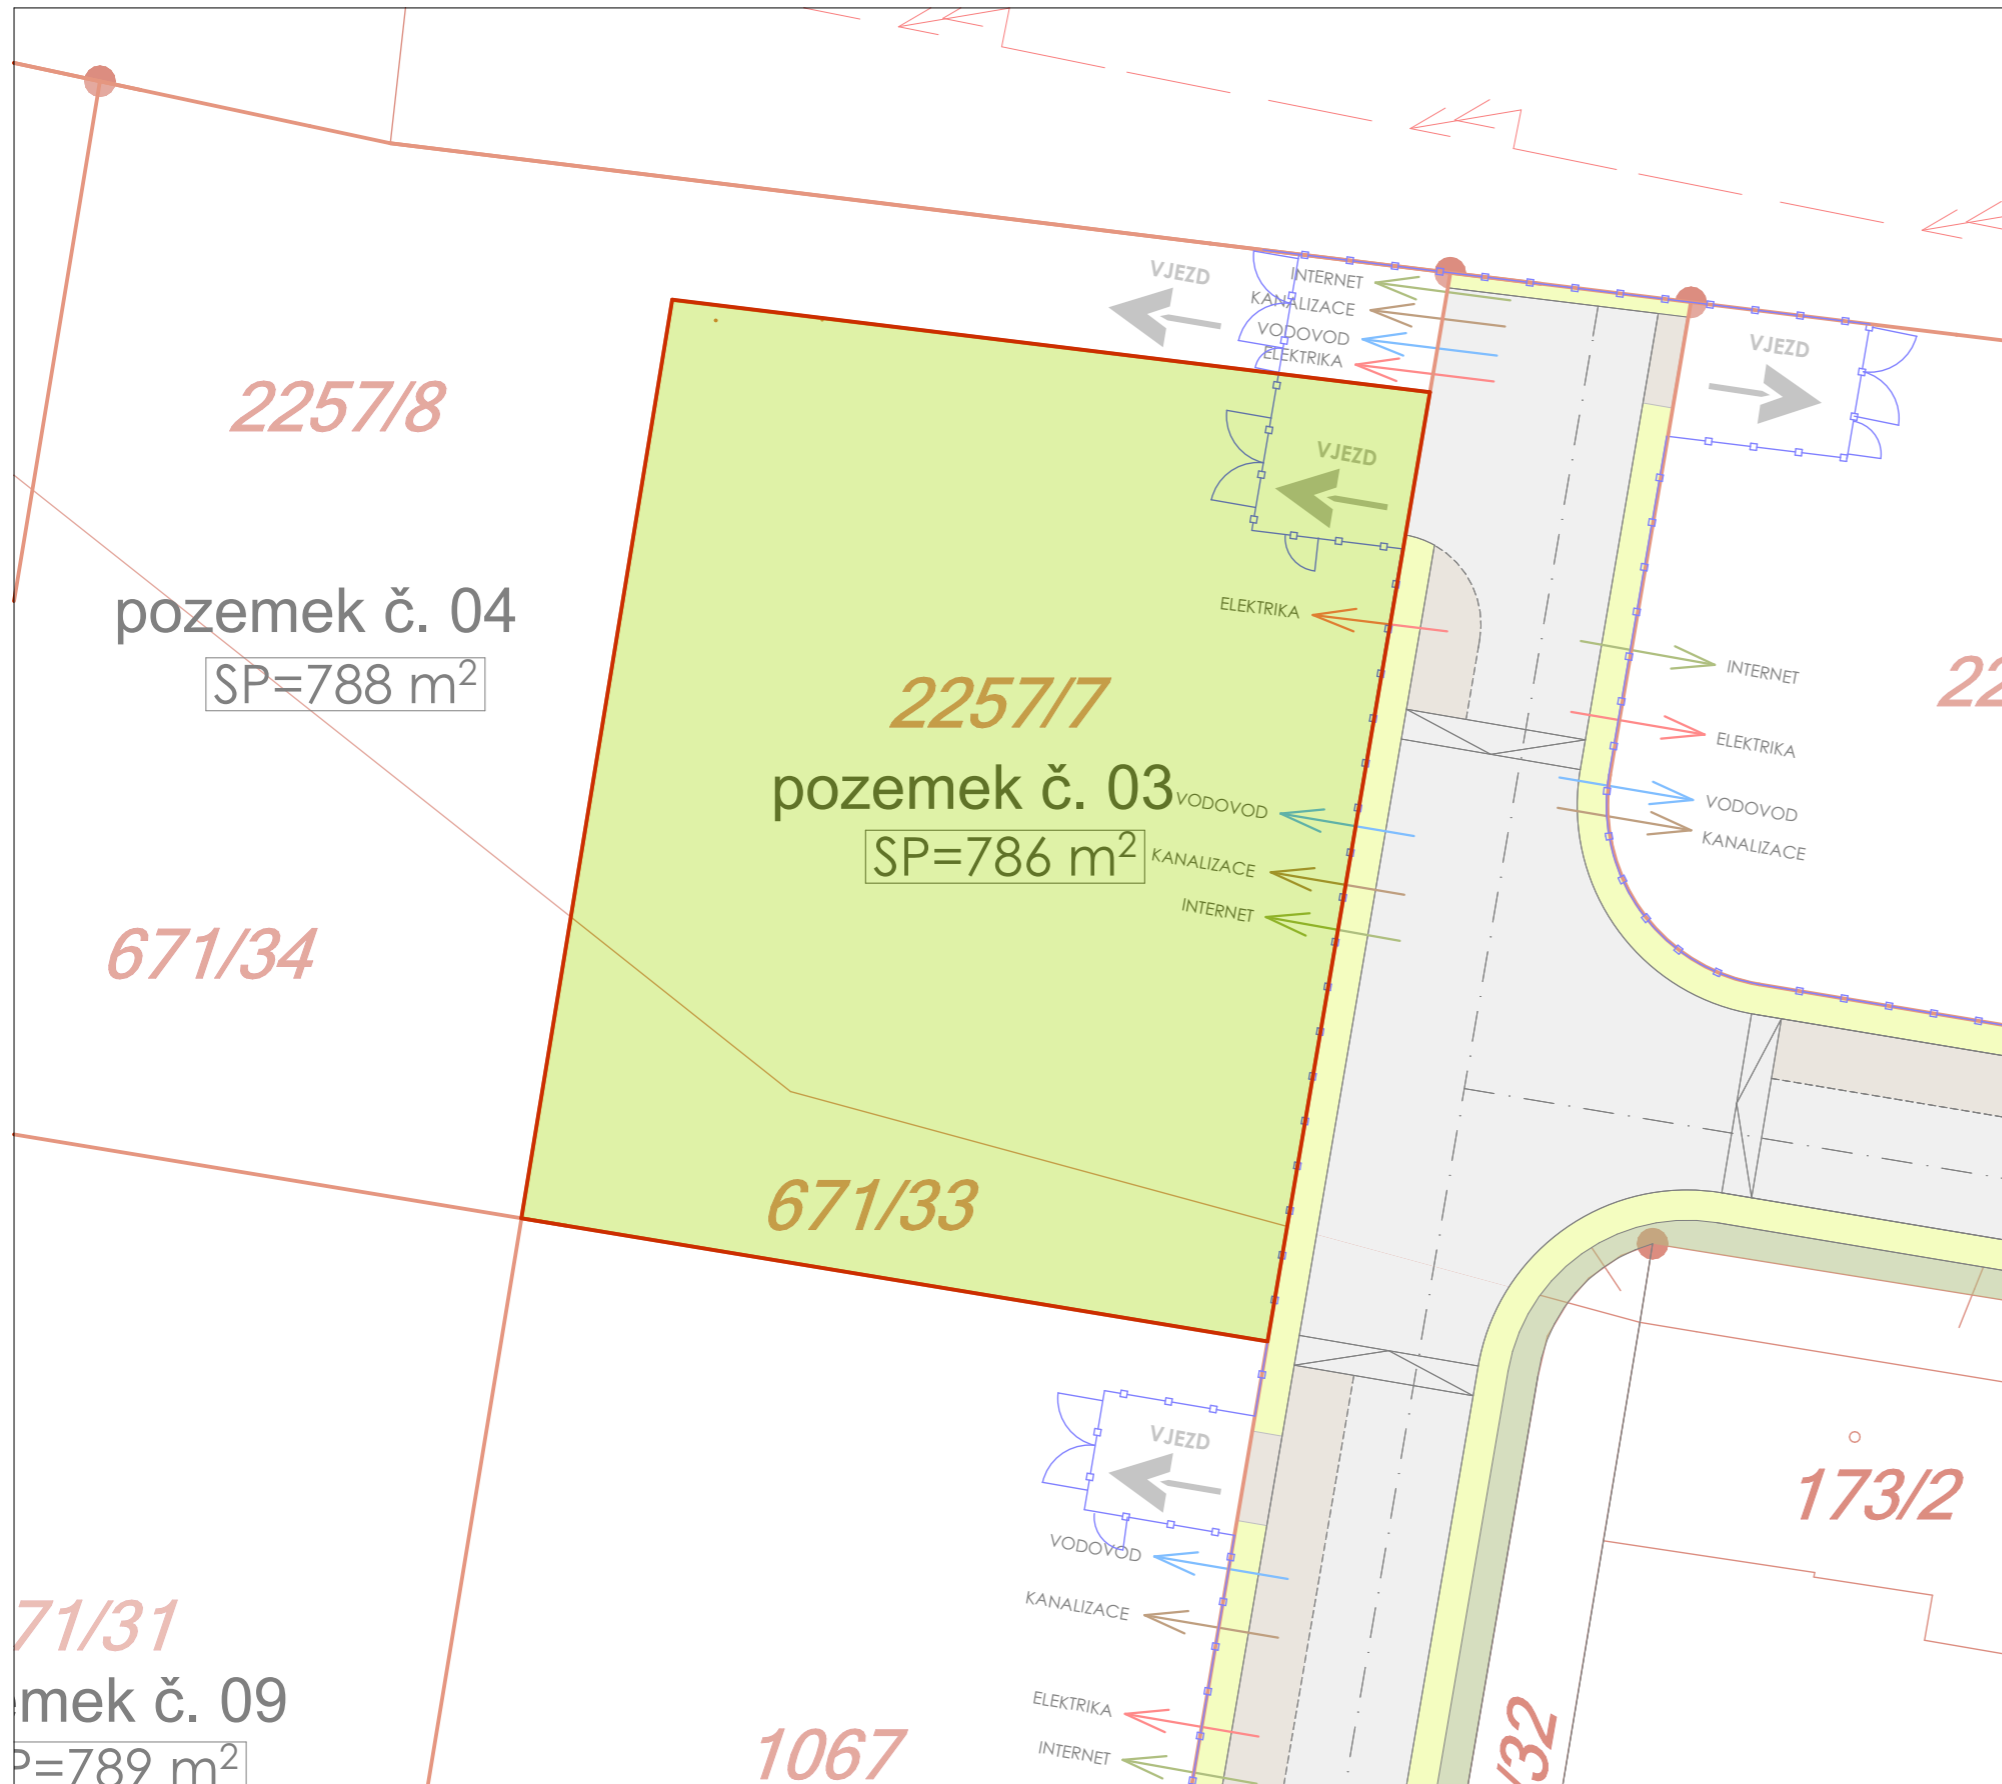 VJEZD
INTERNET
KANALIZACE
VODOVOD
ELEKTRIKA
VJEZD
2257/8
VJEZD
pozemek č. 04
SP=788 m²
ELEKTRIKA
2257/7
pozemek č. 03
SP=786 m²
VODOVOD
KANALIZACE
INTERNET
INTERNET
ELEKTRIKA
VODOVOD
KANALIZACE
22
671/34
671/33
VJEZD
VODOVOD
KANALIZACE
ELEKTRIKA
INTERNET
173/2
71/31
mek č. 09
P=789 m²
1067
/32